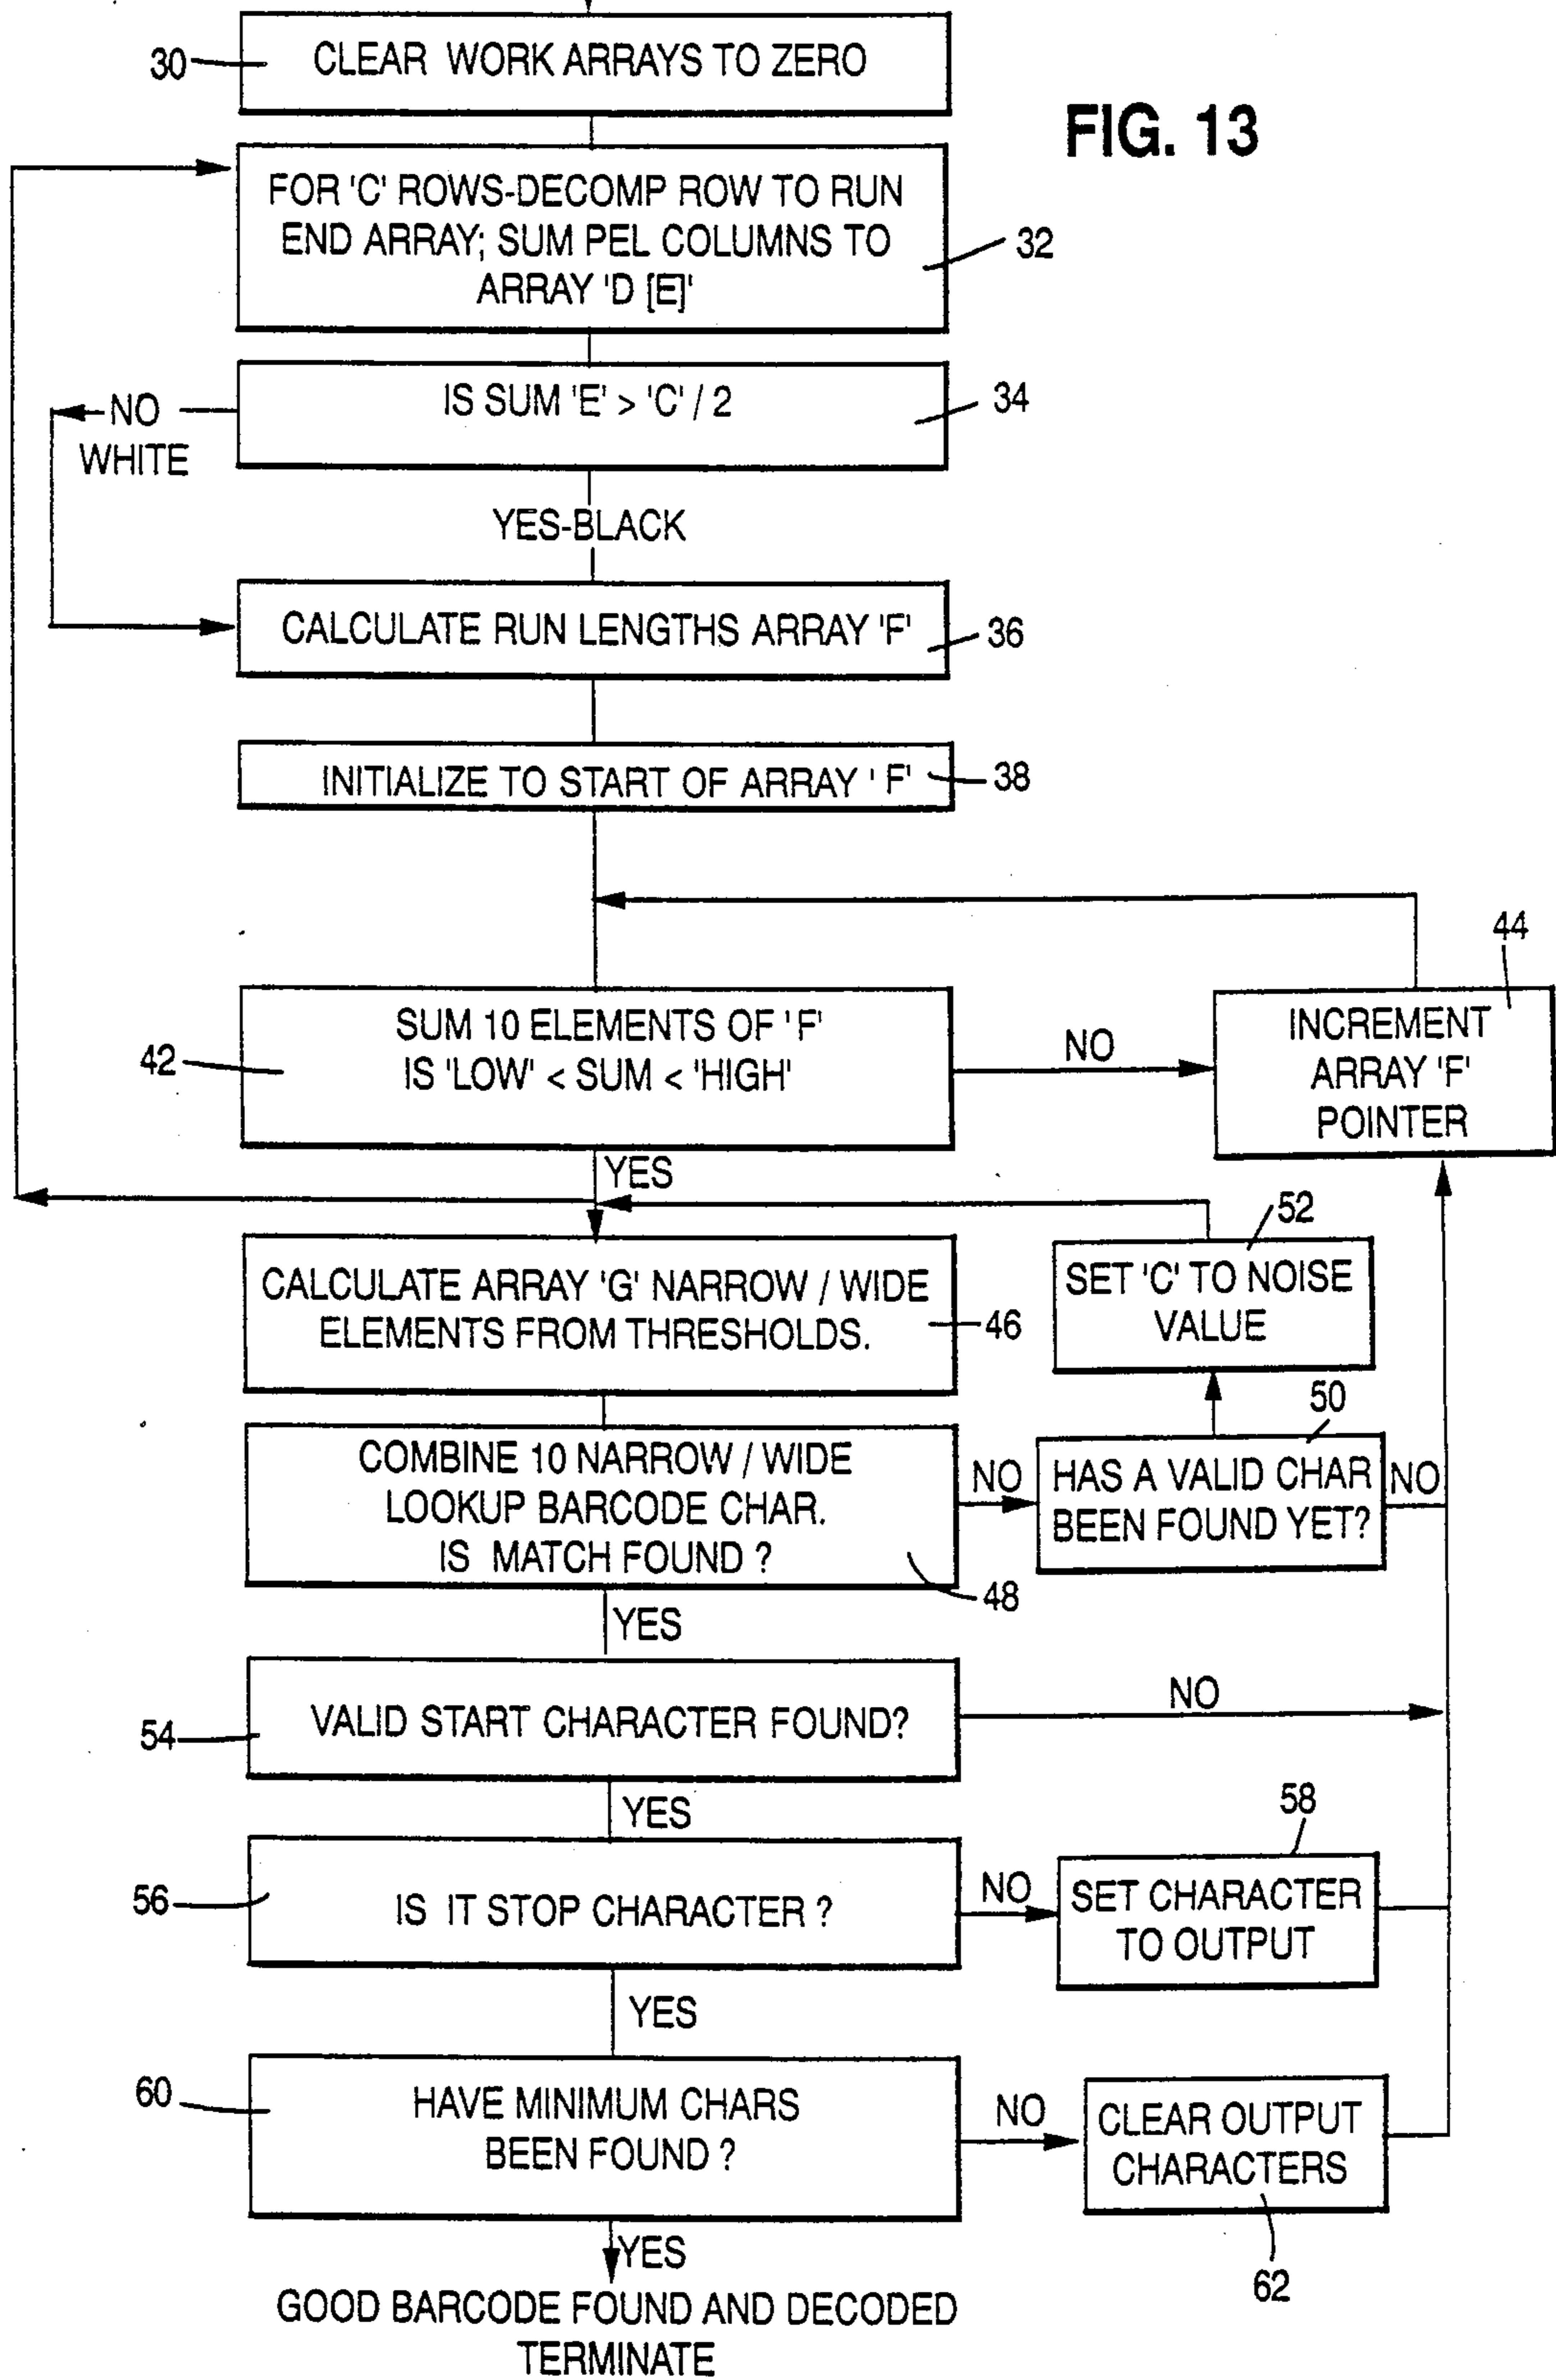 30
CLEAR WORK ARRAYS TO ZERO
FIG. 13
FOR 'C' ROWS-DECOMP ROW TO RUN
END ARRAY; SUM PEL COLUMNS TO
ARRAY 'D [E]'
32
IS SUM 'E' > 'C' / 2
34
NO
WHITE
YES-BLACK
CALCULATE RUN LENGTHS ARRAY 'F'
36
INITIALIZE TO START OF ARRAY 'F'
38
44
42
SUM 10 ELEMENTS OF 'F'
IS 'LOW' < SUM < 'HIGH'
NO
INCREMENT
ARRAY 'F'
POINTER
YES
52
CALCULATE ARRAY 'G' NARROW / WIDE
ELEMENTS FROM THRESHOLDS.
46
SET 'C' TO NOISE
VALUE
50
COMBINE 10 NARROW / WIDE
LOOKUP BARCODE CHAR.
IS MATCH FOUND ?
48
NO
HAS A VALID CHAR
BEEN FOUND YET?
NO
YES
54
VALID START CHARACTER FOUND?
NO
YES
58
56
IS IT STOP CHARACTER ?
NO
SET CHARACTER
TO OUTPUT
YES
60
HAVE MINIMUM CHARS
BEEN FOUND ?
NO
CLEAR OUTPUT
CHARACTERS
62
YES
GOOD BARCODE FOUND AND DECODED
TERMINATE